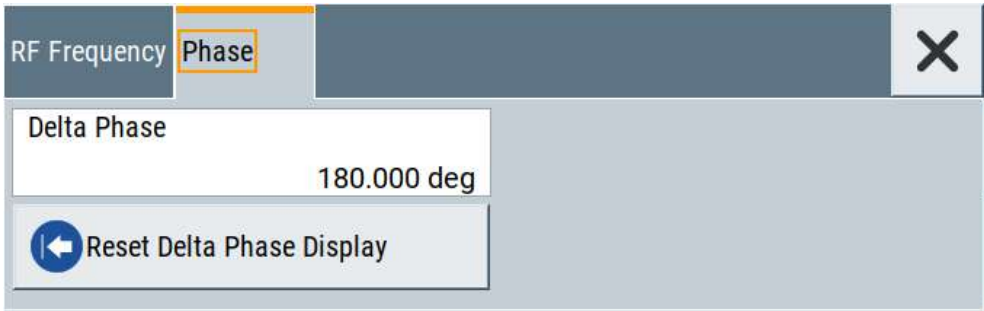 RF Frequency Phase
Delta Phase
180.000 deg
Reset Delta Phase Display